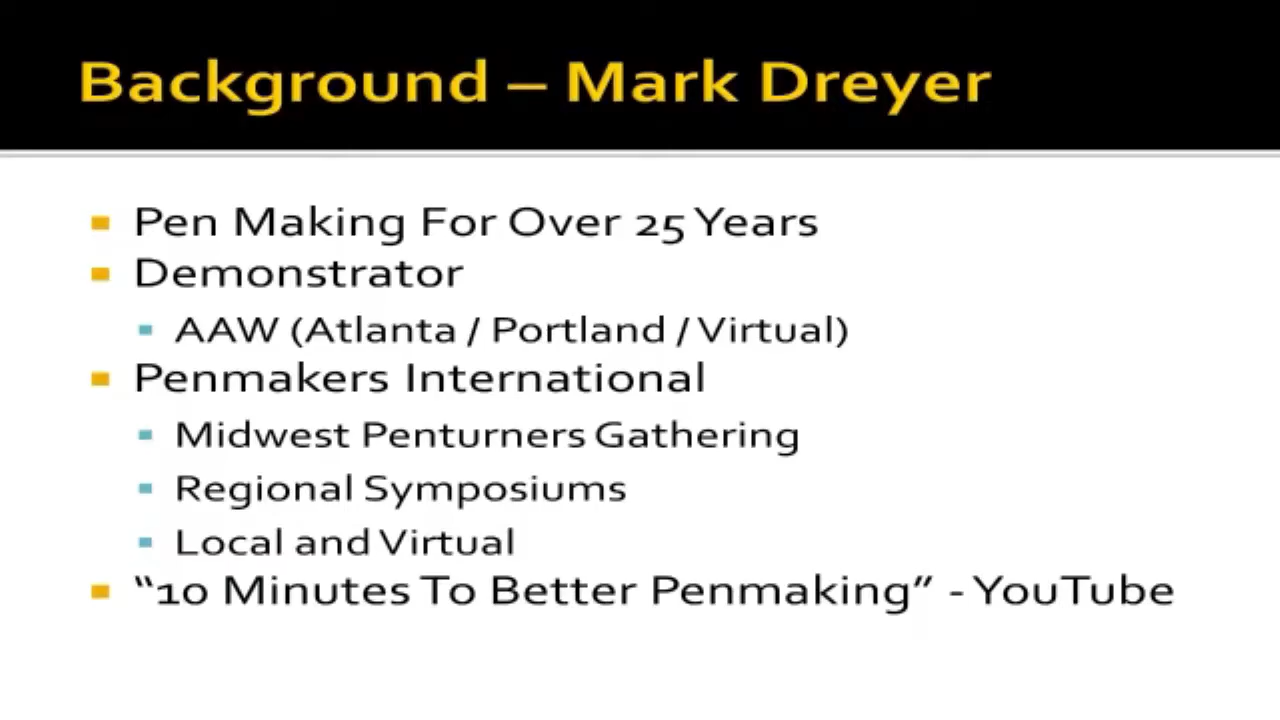 Background – Mark Dreyer
Pen Making For Over 25 Years
Demonstrator
AAW (Atlanta / Portland / Virtual)
Penmakers International
Midwest Penturners Gathering
Regional Symposiums
Local and Virtual
“10 Minutes To Better Penmaking” - YouTube